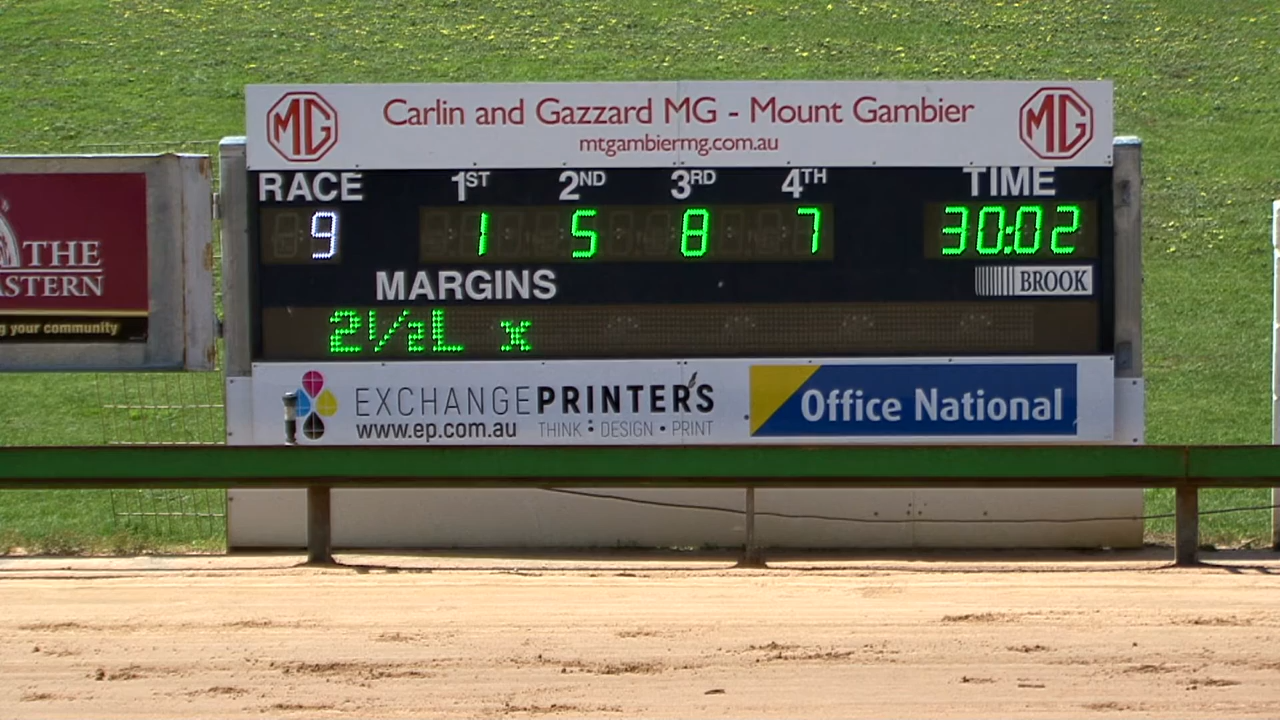 MG Carlin and Gazzard MG - Mount Gambier MG
mtgambiermg.com.au
RACE 1ST 2ND 3RD 4TH TIME
9 1 5 8 7 30:02
MARGINS BROOK
2½L x
EXCHANGEPRINTERS
www.ep.com.au THINK : DESIGN • PRINT
Office National
THE
STERN
your community